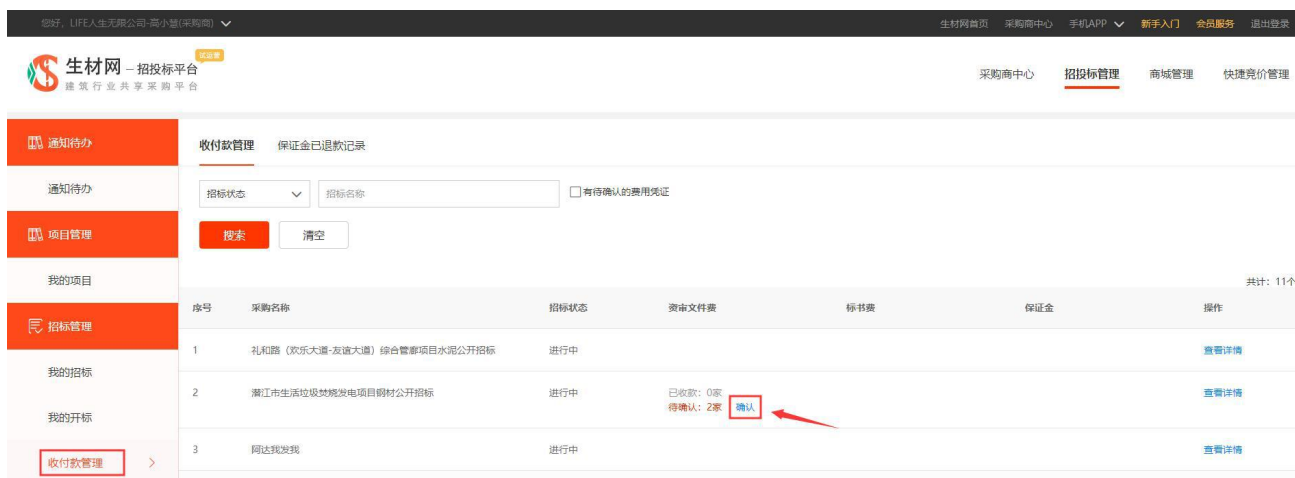 您好，LIFE人生无限公司-高小慧(采购商)
生材网首页 采购商中心 手机APP 新手入门 会员服务 退出登录
试运营
生材网 – 招投标平台
建筑行业共享采购平台
采购商中心 招投标管理 商城管理 快捷竞价管理
通知待办
通知待办
项目管理
我的项目
招标管理
我的招标
我的开标
收付款管理
收付款管理 保证金已退款记录
招标状态 招标名称 有待确认的费用凭证
搜索 清空
共计：11个
序号 采购名称 招标状态 资审文件费 标书费 保证金 操作
1 礼和路（欢乐大道-友谊大道）综合管廊项目水泥公开招标 进行中 查看详情
2 潜江市生活垃圾焚烧发电项目钢材公开招标 进行中 已收款：0家 查看详情
待确认：2家 确认
3 阿达我发我 进行中 查看详情